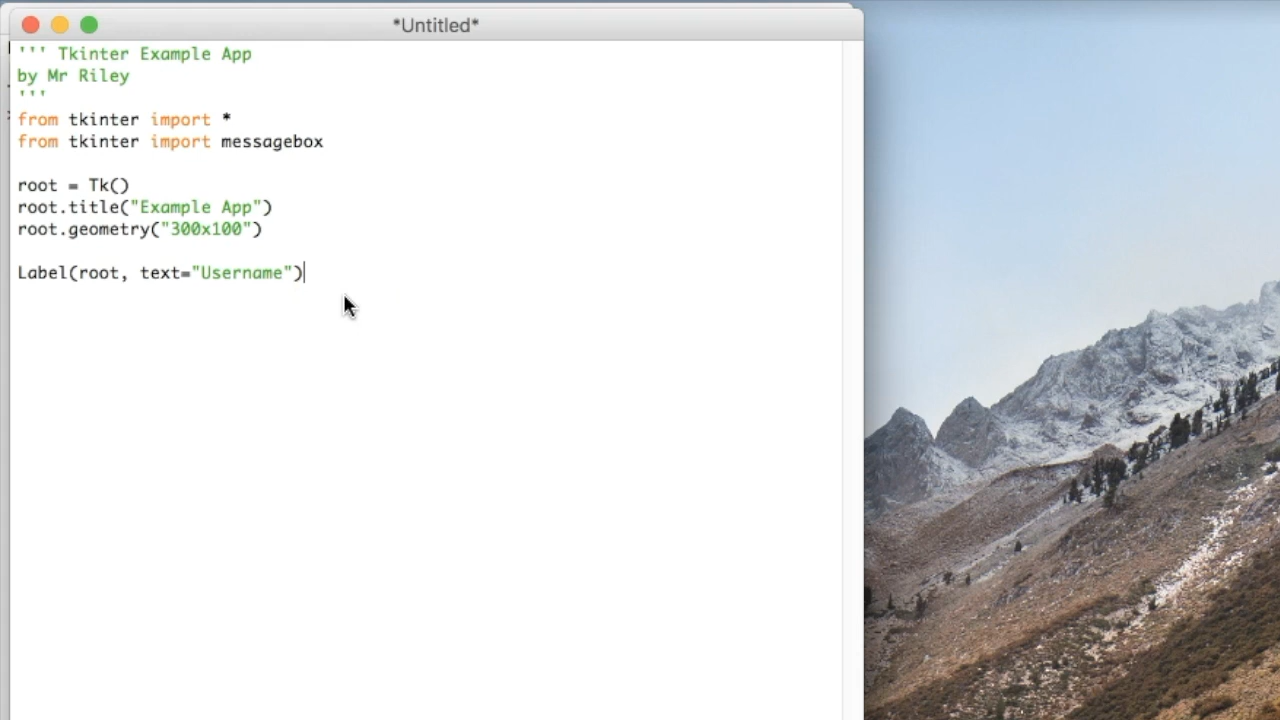 *Untitled*
''' Tkinter Example App
by Mr Riley
'''
from tkinter import *
from tkinter import messagebox
root = Tk()
root.title("Example App")
root.geometry("300x100")
Label(root, text="Username")